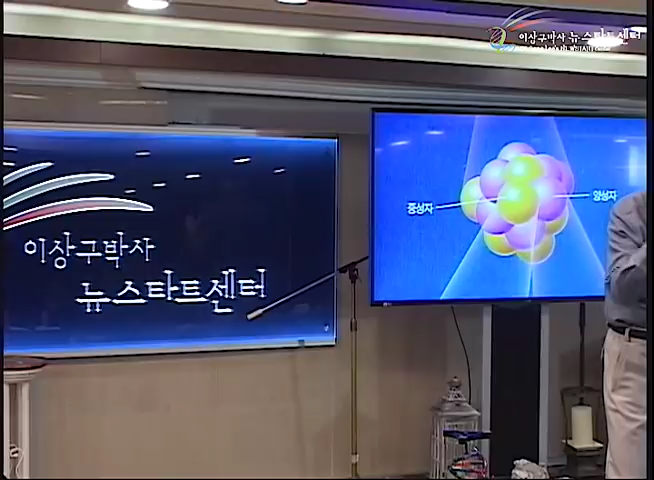 이상구박사 뉴스타트센터
이상구박사
뉴스타트센터
중성자
양성자